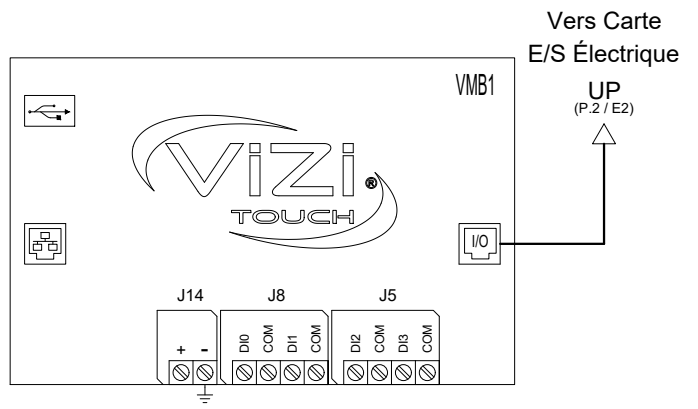 Vers Carte
E/S Électrique
UP
(P.2 / E2)
VMB1
ViZi®
TOUCH
I/O
J14
J8
J5
+ -
DI0 COM DI1 COM
DI2 COM DI3 COM